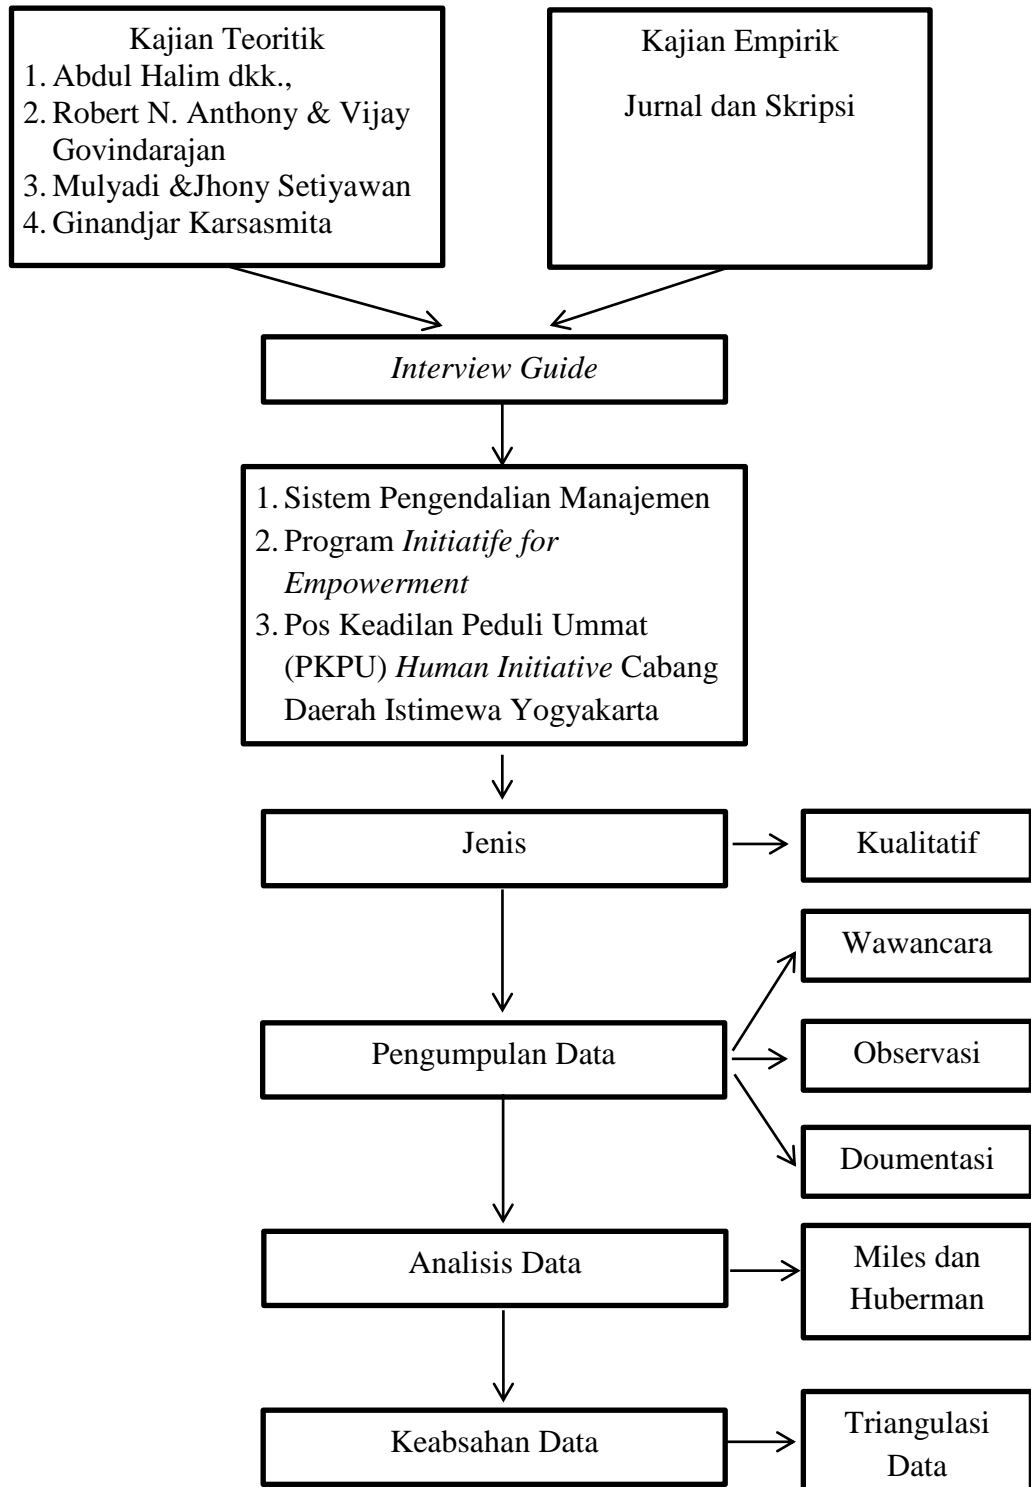 Kajian Teoritik
1. Abdul Halim dkk.,
2. Robert N. Anthony & Vijay
Govindarajan
3. Mulyadi &Jhony Setiyawan
4. Ginandjar Karsasmita
Kajian Empirik
Jurnal dan Skripsi
Interview Guide
1. Sistem Pengendalian Manajemen
2. Program Initiatife for
Empowerment
3. Pos Keadilan Peduli Ummat
(PKPU) Human Initiative Cabang
Daerah Istimewa Yogyakarta
Jenis
Kualitatif
Wawancara
Pengumpulan Data
Observasi
Doumentasi
Analisis Data
Miles dan
Huberman
Keabsahan Data
Triangulasi
Data